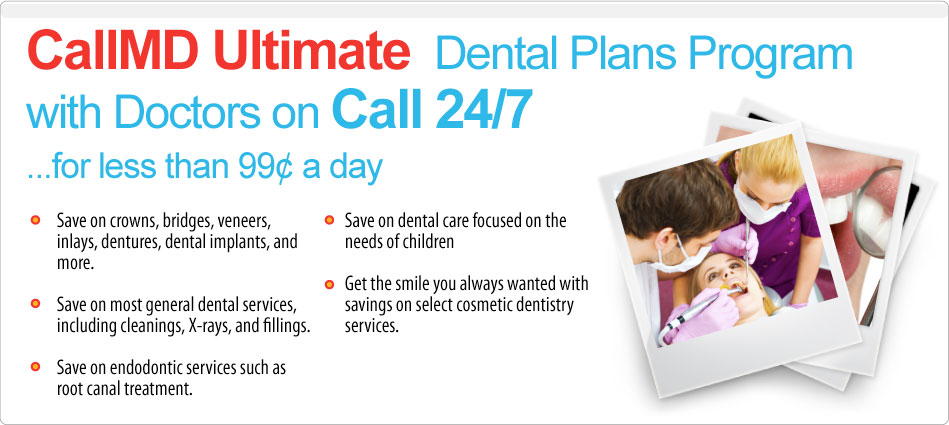 CallMD Ultimate Dental Plans Program
with Doctors on Call 24/7
...for less than 99¢ a day
Save on crowns, bridges, veneers,
inlays, dentures, dental implants, and
more.
Save on most general dental services,
including cleanings, X-rays, and fillings.
Save on endodontic services such as
root canal treatment.
Save on dental care focused on the
needs of children
Get the smile you always wanted with
savings on select cosmetic dentistry
services.